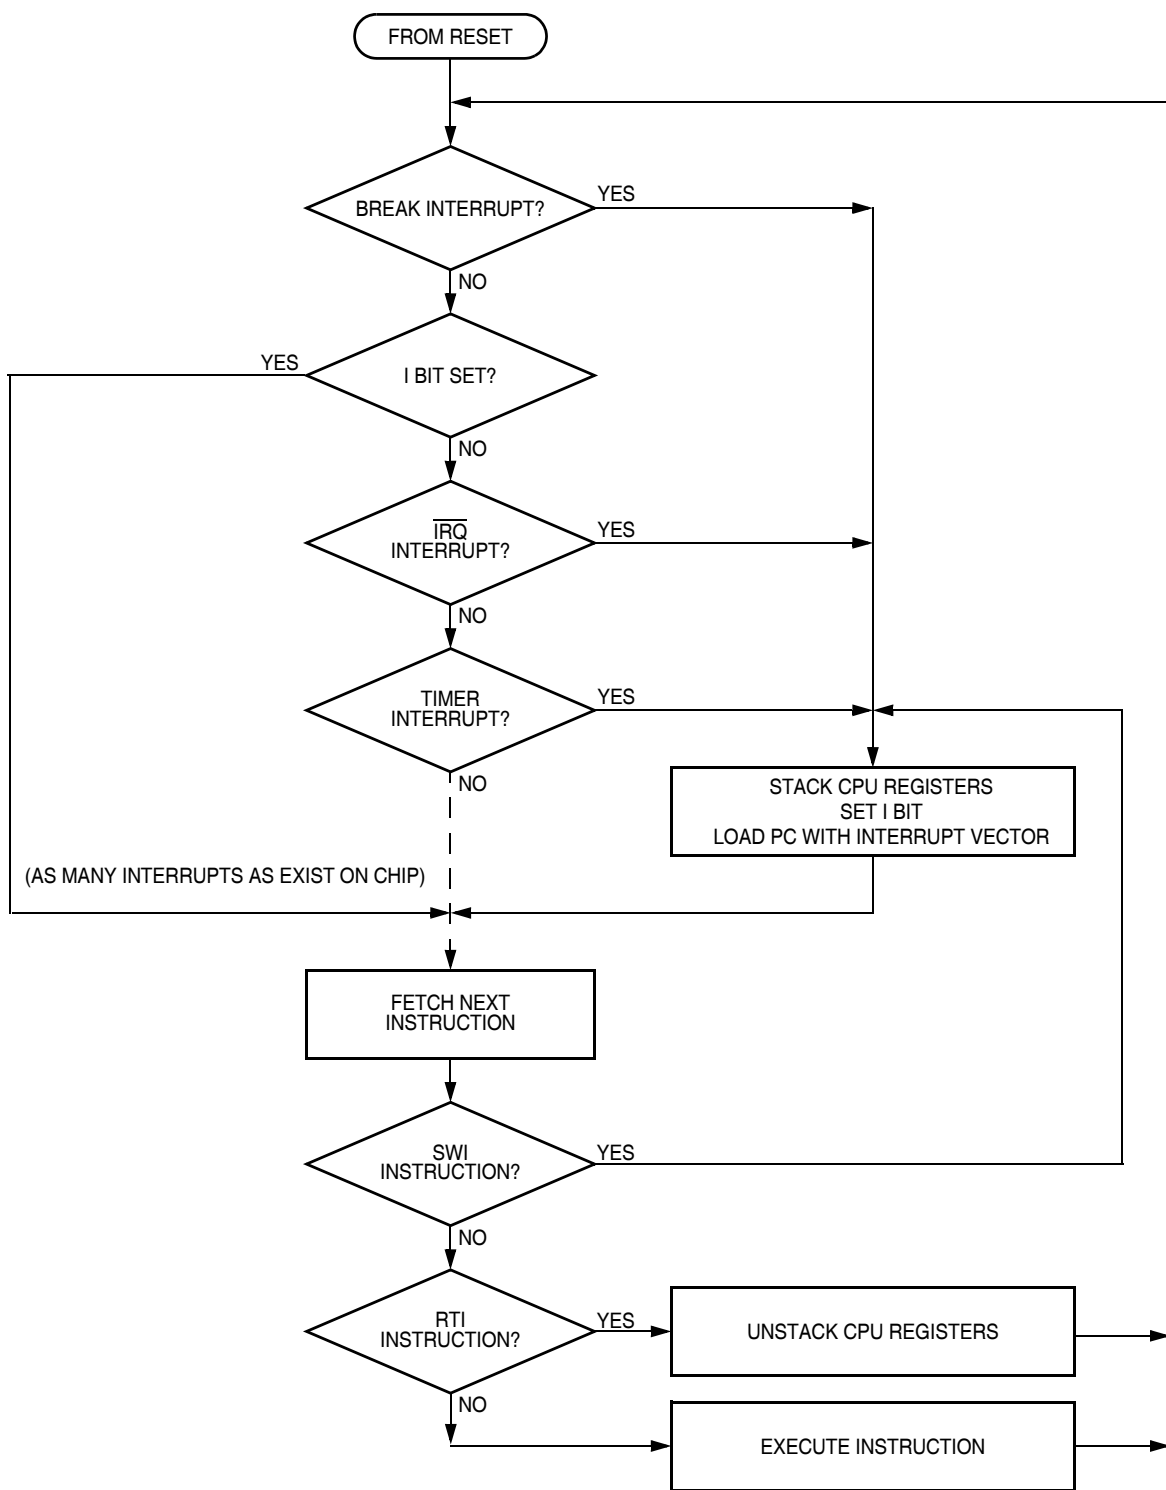 FROM RESET
BREAK INTERRUPT?
YES
NO
YES
I BIT SET?
NO
IRQ
INTERRUPT?
YES
NO
TIMER
INTERRUPT?
YES
NO
STACK CPU REGISTERS
SET I BIT
LOAD PC WITH INTERRUPT VECTOR
(AS MANY INTERRUPTS AS EXIST ON CHIP)
FETCH NEXT
INSTRUCTION
SWI
INSTRUCTION?
YES
NO
RTI
INSTRUCTION?
YES
UNSTACK CPU REGISTERS
NO
EXECUTE INSTRUCTION